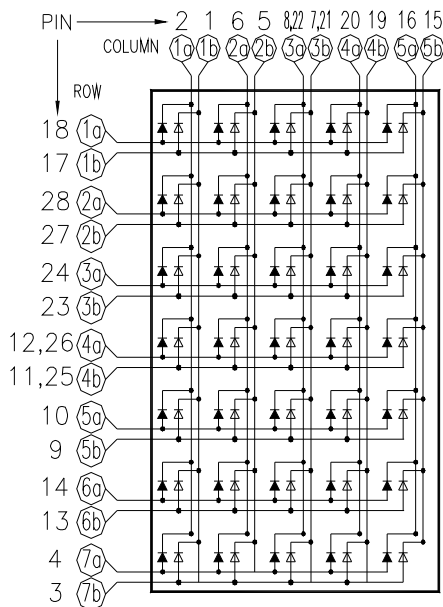 PIN 2 1 6 5 8,22 7,21 20 19 16 15
COLUMN 1a 1b 2a 2b 3a 3b 4a 4b 5a 5b
ROW
18 1a
17 1b
28 2a
27 2b
24 3a
23 3b
12,26 4a
11,25 4b
10 5a
9 5b
14 6a
13 6b
4 7a
3 7b